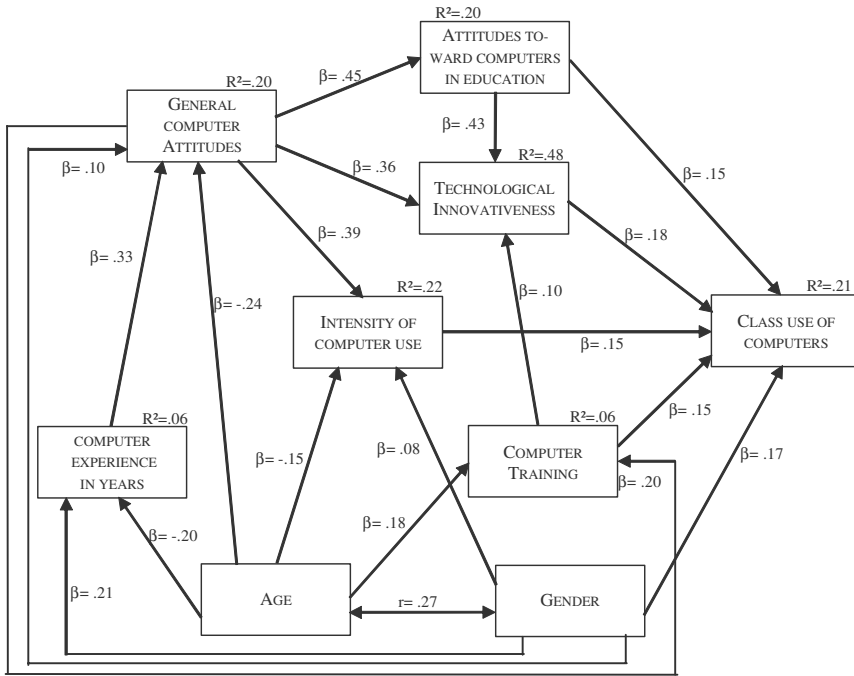 R²=.20
ATTITUDES TO-
WARD COMPUTERS
IN EDUCATION
R²=.20
β= .45
GENERAL
COMPUTER
ATTITUDES
β= .43
β= .10
β= .36
R²=.48
TECHNOLOGICAL
INNOVATIVENESS
β= .15
β= .33
β= .39
β= .18
β= -.24
β= .10
R²=.22
R²=.21
INTENSITY OF
COMPUTER USE
β= .15
CLASS USE OF
COMPUTERS
R²=.06
COMPUTER
EXPERIENCE
IN YEARS
β= -.15
β= .08
R²=.06
COMPUTER
TRAINING
β= .15
β= .20
β= .17
β= -.20
β= .18
β= .21
AGE
r= .27
GENDER